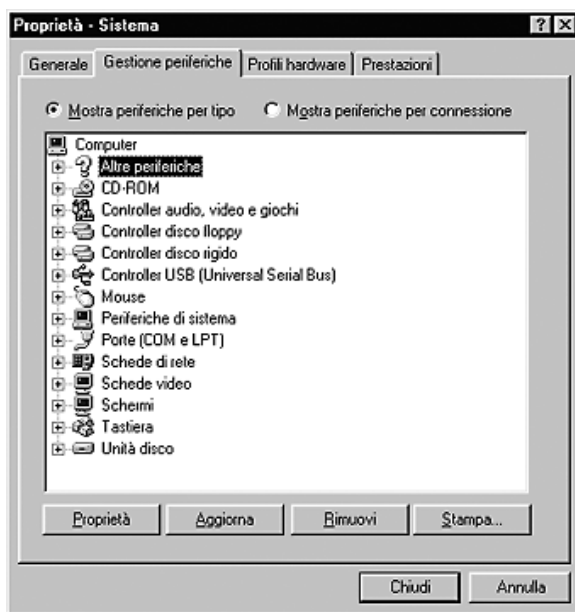 Proprietà - Sistema
Generale Gestione periferiche Profili hardware Prestazioni
Mostra periferiche per tipo Mostra periferiche per connessione
Computer
Altre periferiche
CD-ROM
Controller audio, video e giochi
Controller disco floppy
Controller disco rigido
Controller USB (Universal Serial Bus)
Mouse
Periferiche di sistema
Porte (COM e LPT)
Schede di rete
Schede video
Schermi
Tastiera
Unità disco
Proprietà Aggiorna Rimuovi Stampa...
Chiudi Annulla